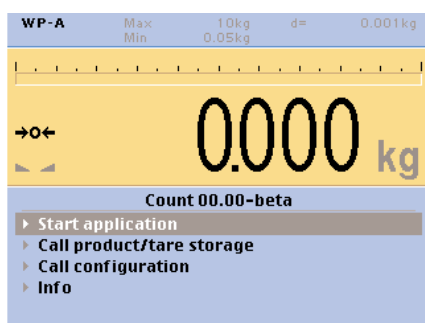 WP-A Max 10kg d= 0.001kg
Min 0.05kg
→0← 0.000 kg
Count 00.00-beta
Start application
Call product/tare storage
Call configuration
Info